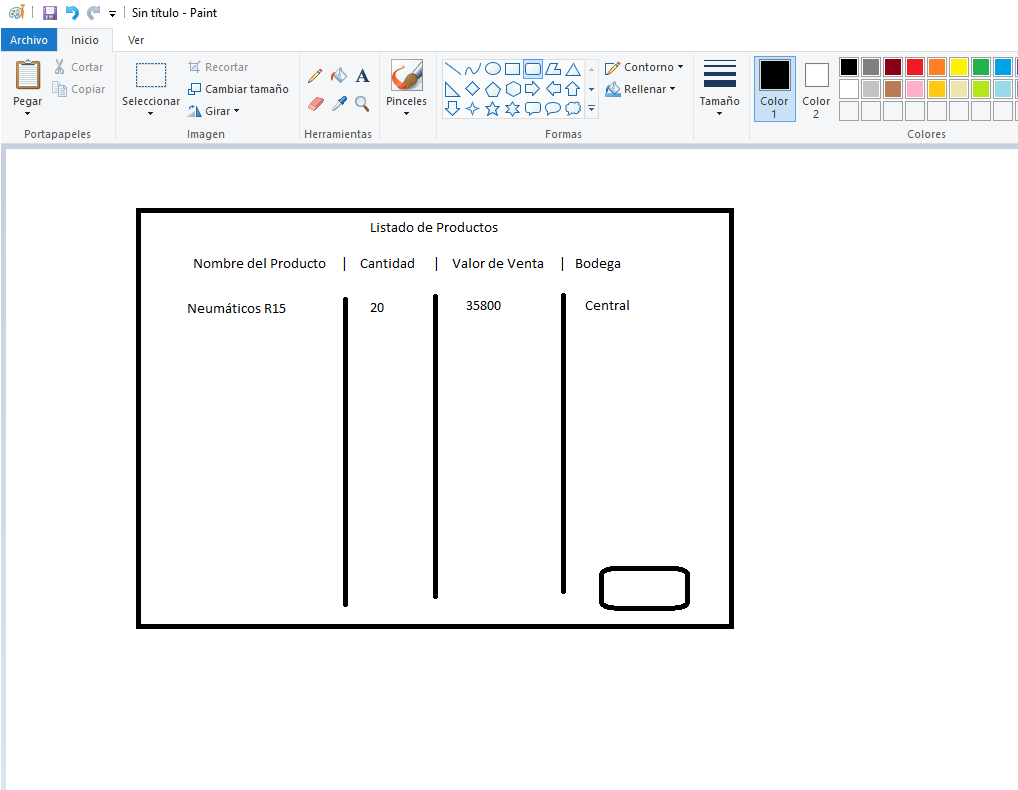 Sin título - Paint
Archivo Inicio Ver
Pegar
Cortar
Copiar
Portapapeles
Seleccionar
Recortar
Cambiar tamaño
Girar
Imagen
A
Herramientas
Pinceles
Contorno
Rellenar
Formas
Tamaño
Color 
1
Color 
2
Colores
Listado de Productos
Nombre del Producto | Cantidad | Valor de Venta | Bodega
Neumáticos R15 20 35800 Central